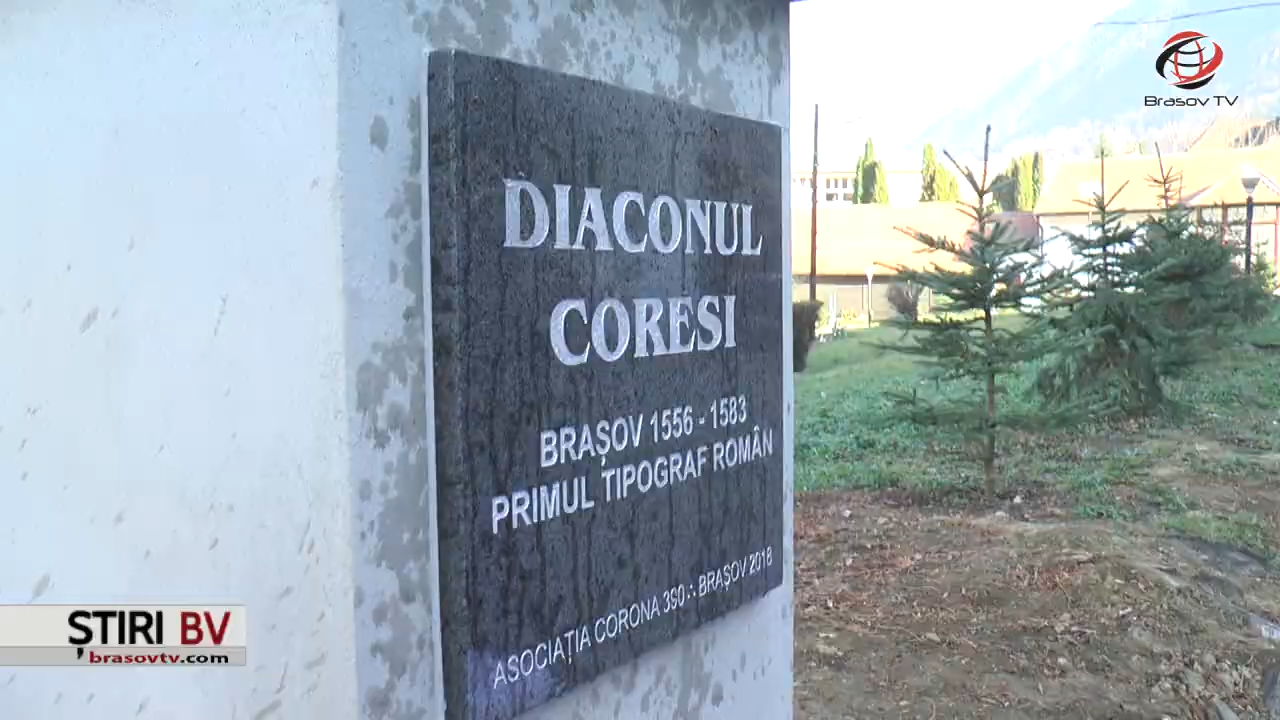 Brasov TV
DIACONUL
CORESI
BRAȘOV 1556 - 1583
PRIMUL TIPOGRAF ROMÂN
ASOCIAȚIA CORONA 390∴ BRAȘOV 2018
ȘTIRI BV
brasovtv.com